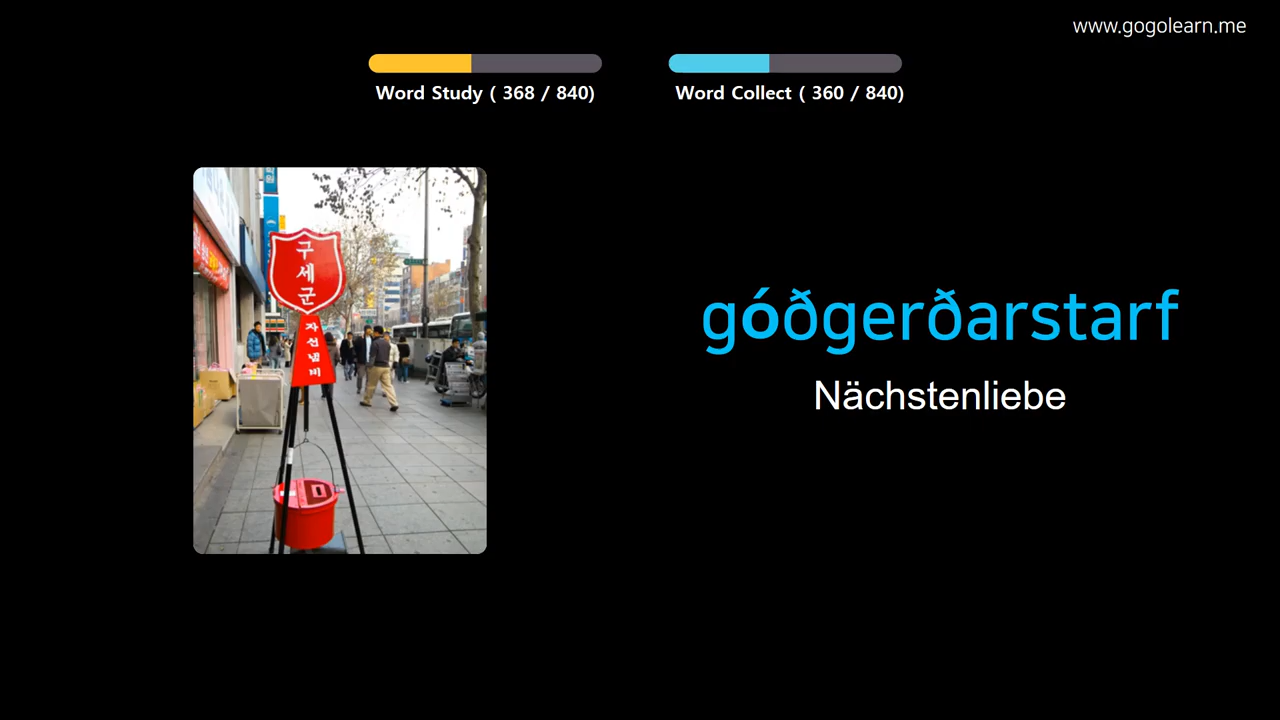 www.gogolearn.me
Word Study ( 368 / 840)
Word Collect ( 360 / 840)
구세군
자선냄비
góðgerðarstarf
Nächstenliebe